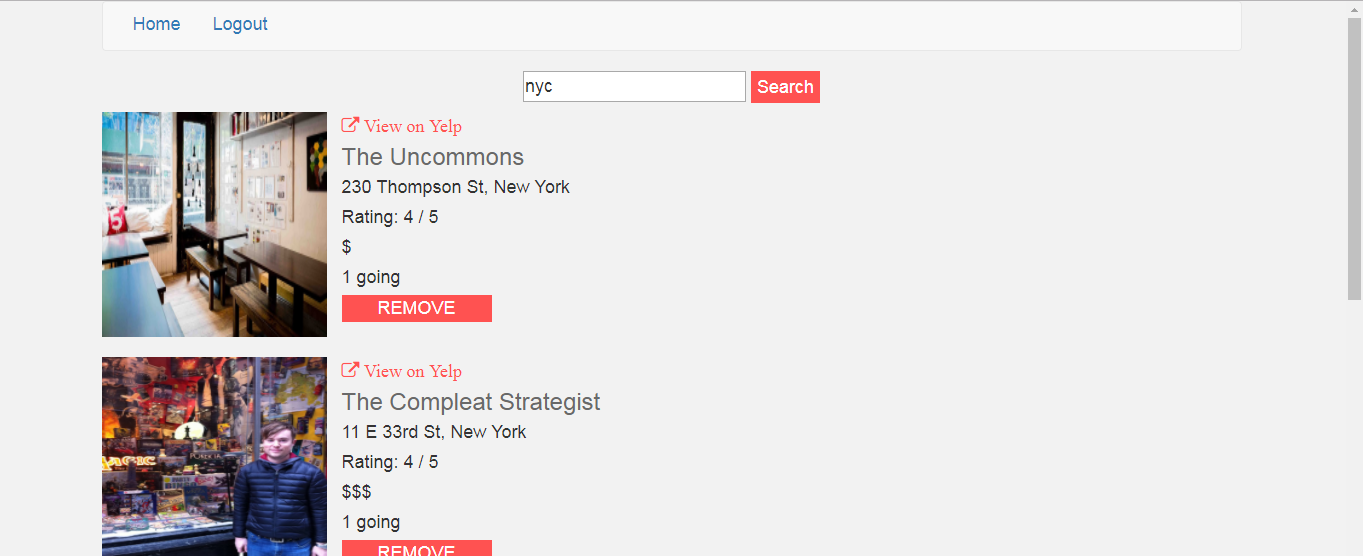 Home Logout
nyc Search
View on Yelp
The Uncommons
230 Thompson St, New York
Rating: 4 / 5
$
1 going
REMOVE
5
View on Yelp
The Compleat Strategist
11 E 33rd St, New York
Rating: 4 / 5
$$$
1 going
REMOVE